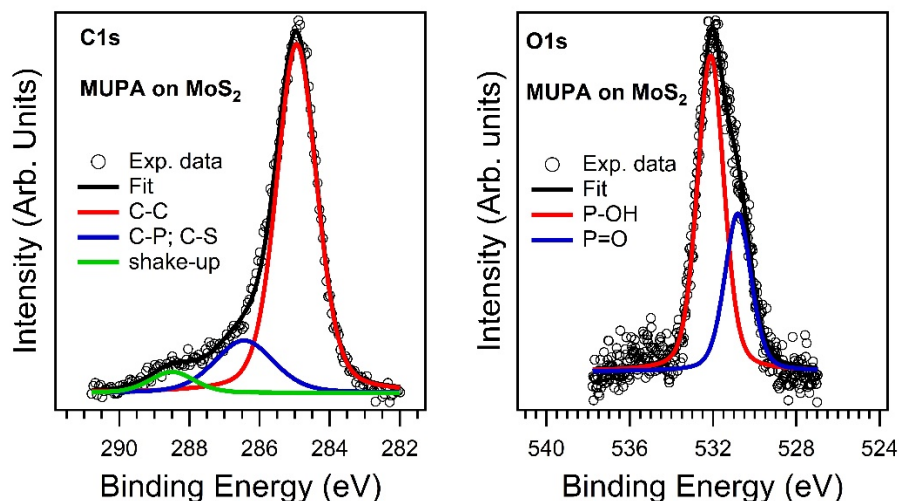 C1s
MUPA on MoS₂
Exp. data
Fit
C-C
C-P; C-S
shake-up
Intensity (Arb. Units)
290 288 286 284 282
Binding Energy (eV)
O1s
MUPA on MoS₂
Exp. data
Fit
P-OH
P=O
Intensity (Arb. units)
540 536 532 528 524
Binding Energy (eV)